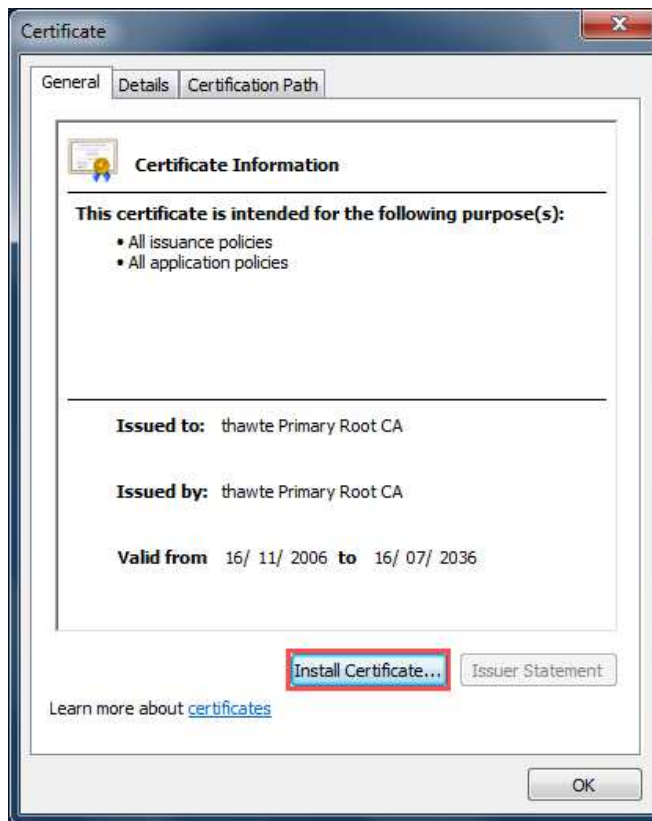 Certificate
General Details Certification Path
Certificate Information
This certificate is intended for the following purpose(s):
• All issuance policies
• All application policies
Issued to: thawte Primary Root CA
Issued by: thawte Primary Root CA
Valid from 16/ 11/ 2006 to 16/ 07/ 2036
Install Certificate... Issuer Statement
Learn more about certificates
OK